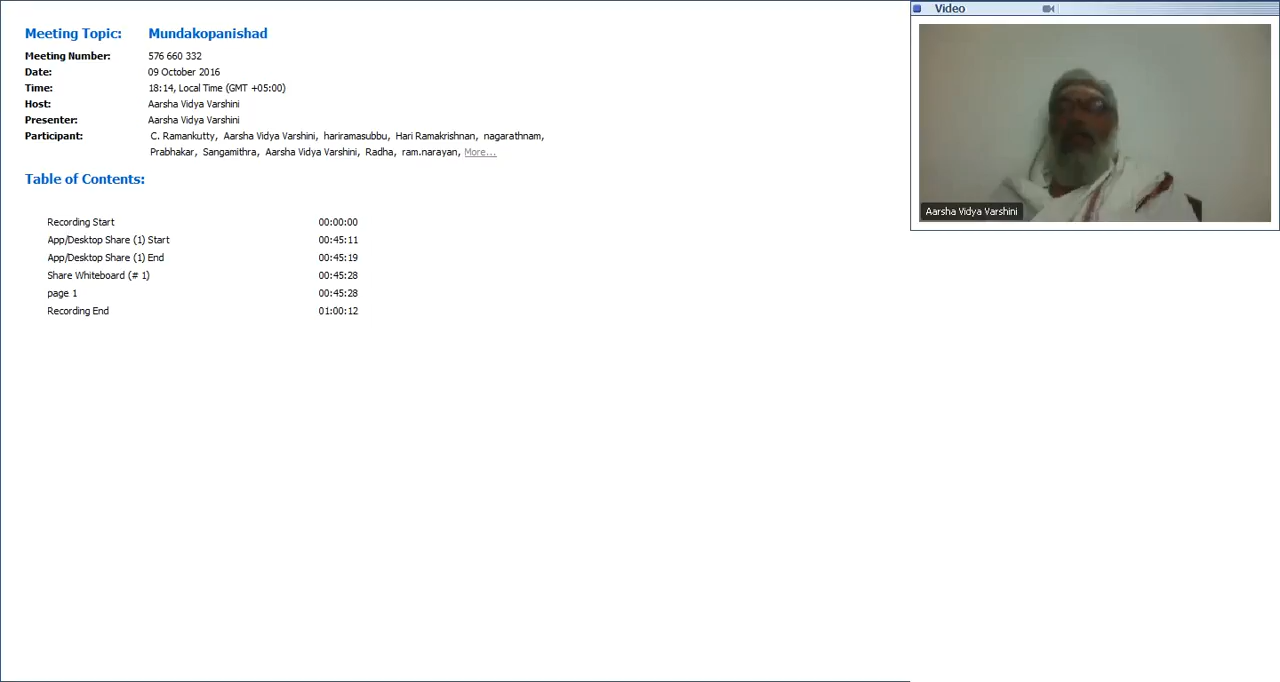 Meeting Topic: Mundakopanishad
Meeting Number: 576 660 332
Date: 09 October 2016
Time: 18:14, Local Time (GMT +05:00)
Host: Aarsha Vidya Varshini
Presenter: Aarsha Vidya Varshini
Participant: C. Ramankutty, Aarsha Vidya Varshini, hariramasubbu, Hari Ramakrishnan, nagarathnam,
Prabhakar, Sangamithra, Aarsha Vidya Varshini, Radha, ram.narayan, More...
Table of Contents:
Recording Start 00:00:00
App/Desktop Share (1) Start 00:45:11
App/Desktop Share (1) End 00:45:19
Share Whiteboard (# 1) 00:45:28
page 1 00:45:28
Recording End 01:00:12
Video
Aarsha Vidya Varshini